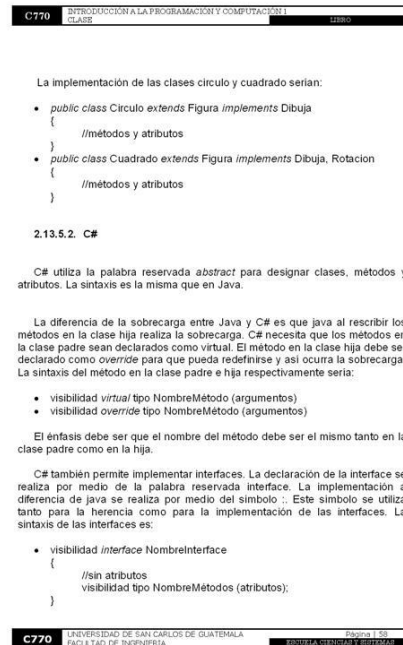 C770
INTRODUCCIÓN A LA PROGRAMACIÓN Y COMPUTACIÓN 1
CLASE
LIBRO
La implementación de las clases circulo y cuadrado serian:
• public class Circulo extends Figura implements Dibuja
{
//métodos y atributos
}
• public class Cuadrado extends Figura implements Dibuja, Rotacion
{
//métodos y atributos
}
2.13.5.2. C#
C# utiliza la palabra reservada abstract para designar clases, métodos y
atributos. La sintaxis es la misma que en Java.
La diferencia de la sobrecarga entre Java y C# es que java al rescribir los
métodos en la clase hija realiza la sobrecarga. C# necesita que los métodos en
la clase padre sean declarados como virtual. El método en la clase hija debe se
declarado como override para que pueda redefinirse y asi ocurra la sobrecarga
La sintaxis del método en la clase padre e hija respectivamente seria:
• visibilidad virtual tipo NombreMétodo (argumentos)
• visibilidad override tipo NombreMétodo (argumentos)
El énfasis debe ser que el nombre del método debe ser el mismo tanto en la
clase padre como en la hija.
C# también permite implementar interfaces. La declaración de la interface se
realiza por medio de la palabra reservada interface. La implementación a
diferencia de java se realiza por medio del simbolo :. Este simbolo se utiliza
tanto para la herencia como para la implementación de las interfaces. La
sintaxis de las interfaces es:
• visibilidad interface NombreInterface
{
//sin atributos
visibilidad tipo NombreMétodos (atributos);
}
C770
UNIVERSIDAD DE SAN CARLOS DE GUATEMALA
FACULTAD DE INGENIERÍA
Página | 58
ESCUELA CIENCIAS Y SISTEMAS